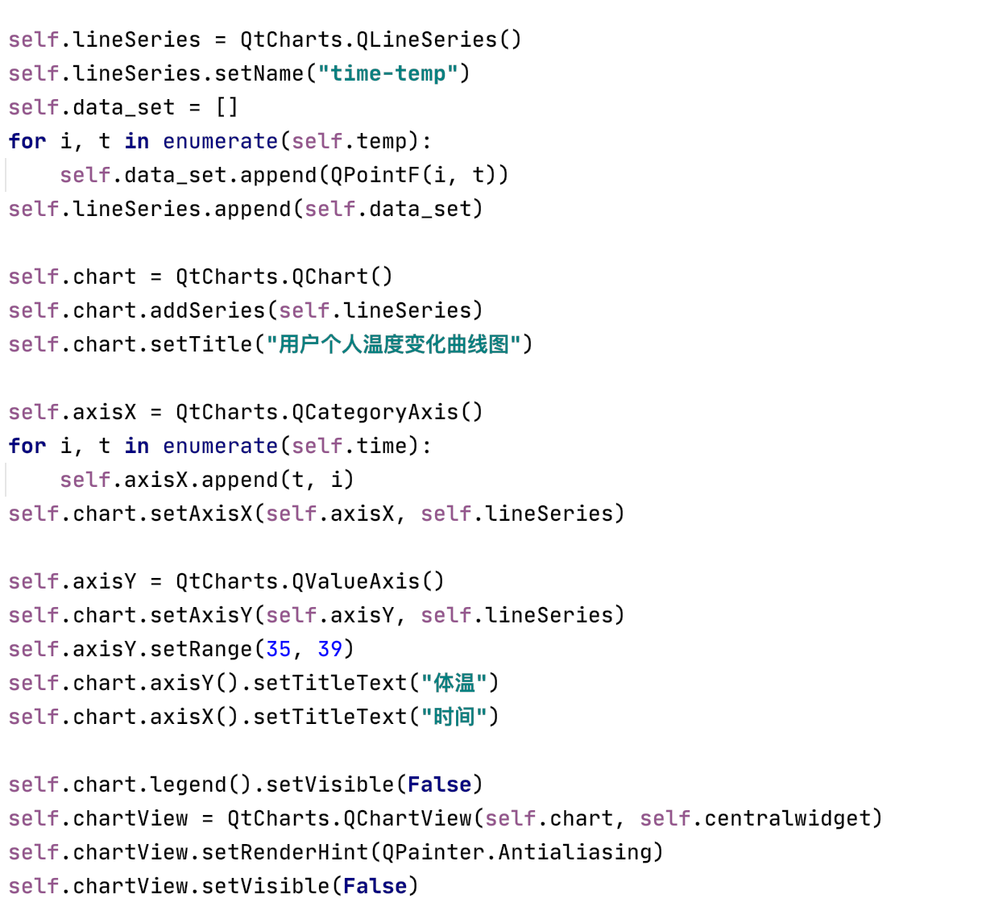 self.lineSeries = QtCharts.QLineSeries()
self.lineSeries.setName("time-temp")
self.data_set = []
for i, t in enumerate(self.temp):
    self.data_set.append(QPointF(i, t))
self.lineSeries.append(self.data_set)

self.chart = QtCharts.QChart()
self.chart.addSeries(self.lineSeries)
self.chart.setTitle("用户个人温度变化曲线图")

self.axisX = QtCharts.QCategoryAxis()
for i, t in enumerate(self.time):
    self.axisX.append(t, i)
self.chart.setAxisX(self.axisX, self.lineSeries)

self.axisY = QtCharts.QValueAxis()
self.chart.setAxisY(self.axisY, self.lineSeries)
self.axisY.setRange(35, 39)
self.chart.axisY().setTitleText("体温")
self.chart.axisX().setTitleText("时间")

self.chart.legend().setVisible(False)
self.chartView = QtCharts.QChartView(self.chart, self.centralwidget)
self.chartView.setRenderHint(QPainter.Antialiasing)
self.chartView.setVisible(False)